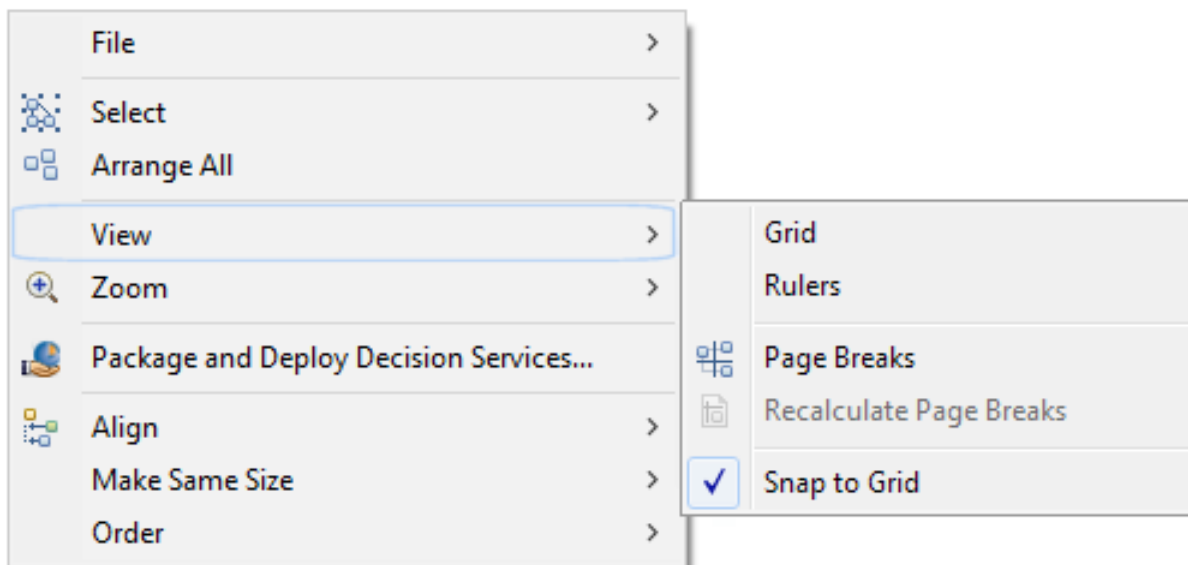 File
Select
Arrange All
View
Zoom
Package and Deploy Decision Services...
Align
Make Same Size
Order
Grid
Rulers
Page Breaks
Recalculate Page Breaks
Snap to Grid